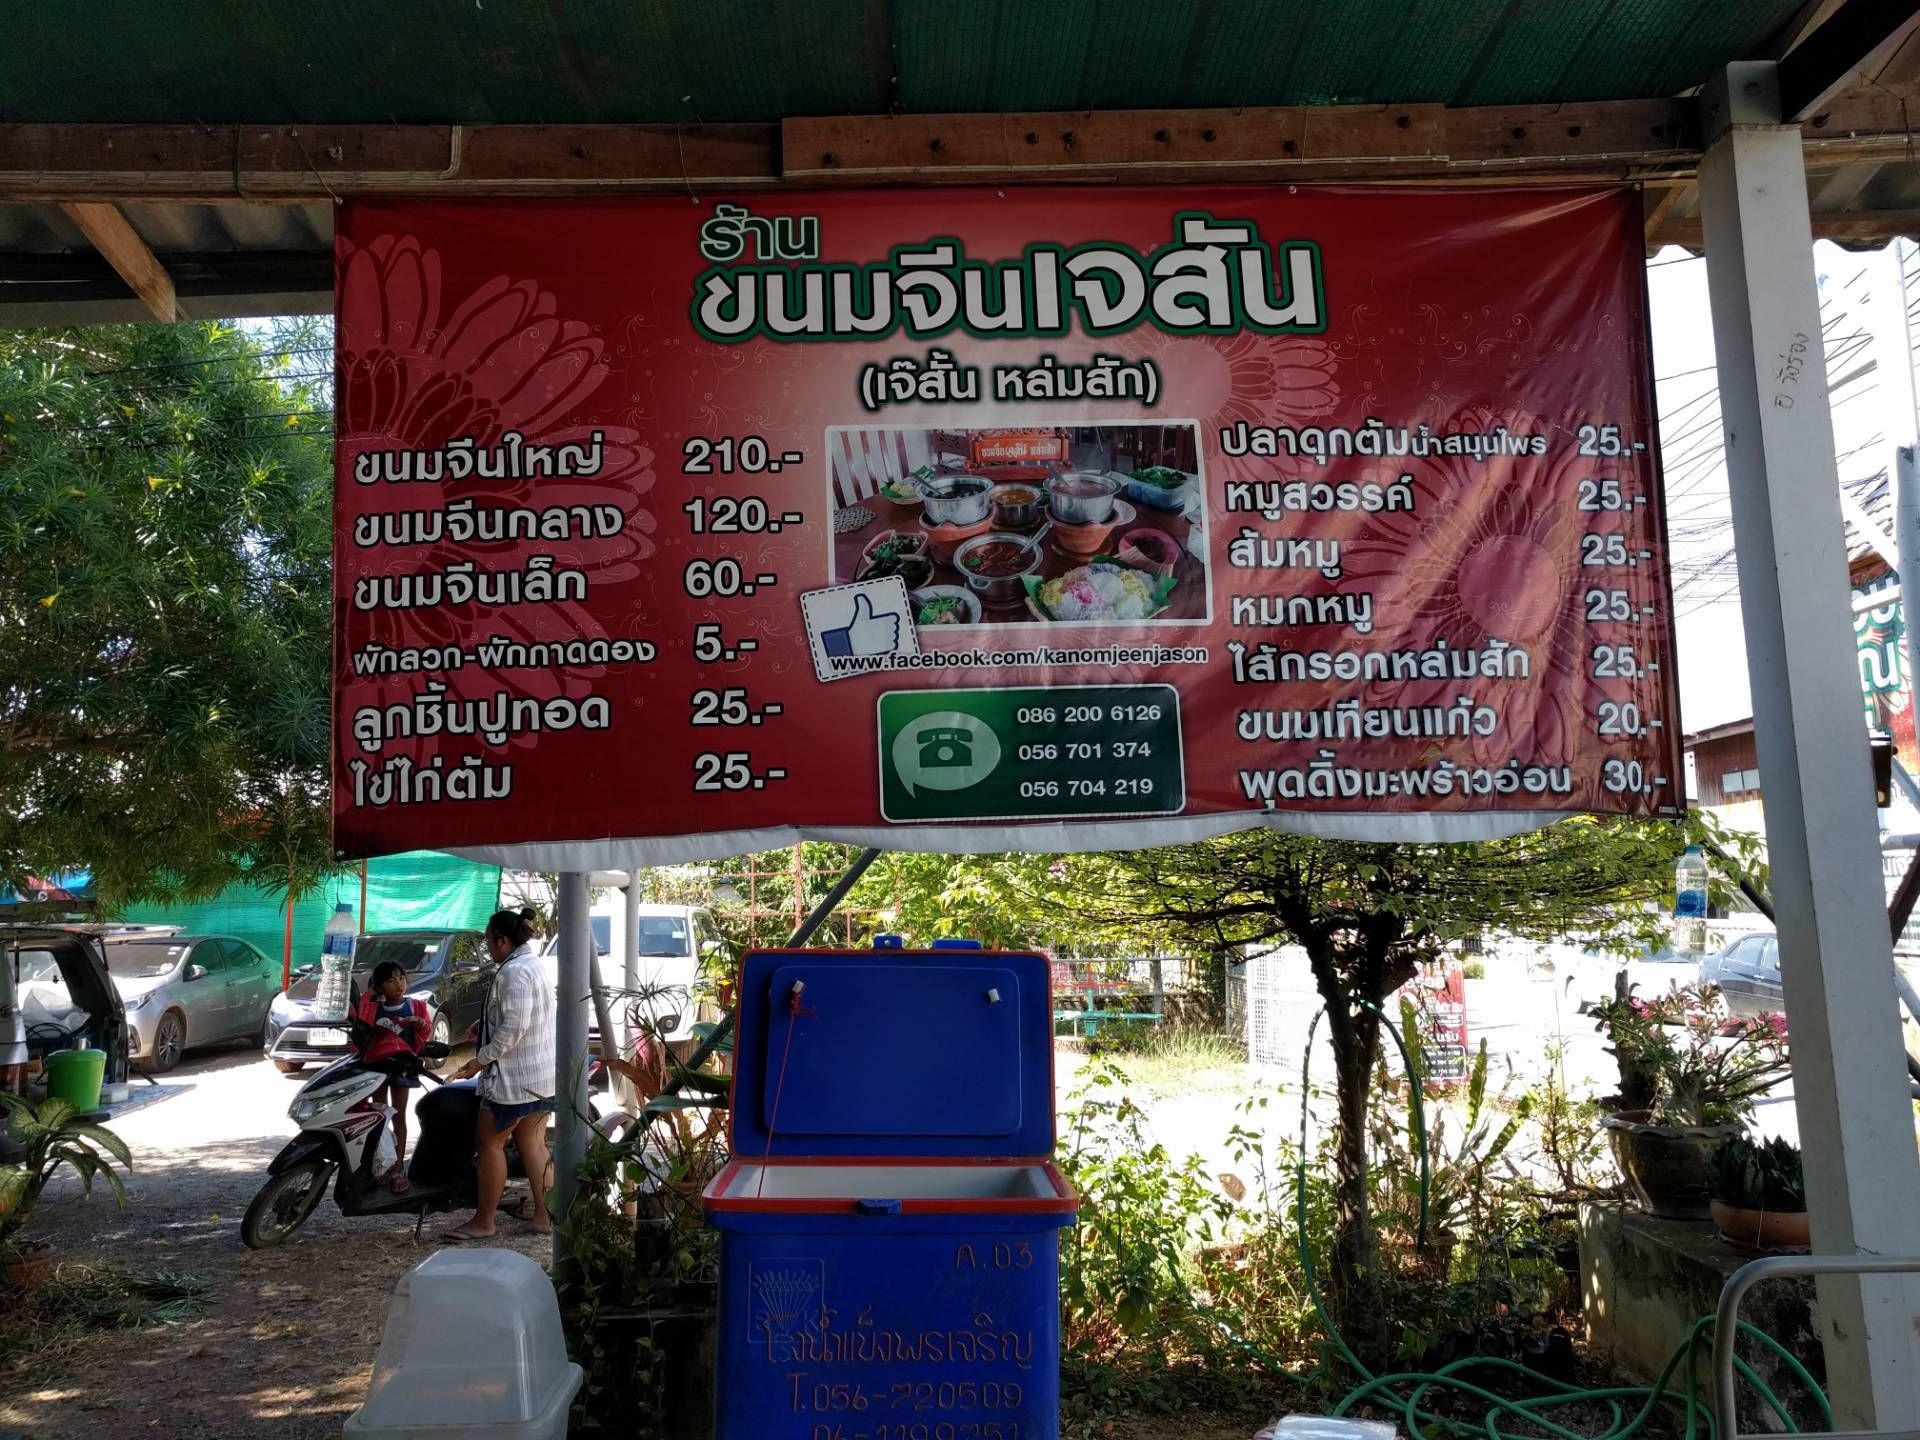 ร้าน
ขนมจีนเจสัน
(เจ๊สั้น หล่มสัก)
ขนมจีนใหญ่ 210.-
ขนมจีนกลาง 120.-
ขนมจีนเล็ก 60.-
ผักลวก-ผักกาดดอง 5.-
ลูกชิ้นปูทอด 25.-
ไข่ไก่ต้ม 25.-
www.facebook.com/kanomjeenjason
086 200 6126
056 701 374
056 704 219
ปลาดุกต้มน้ำสมุนไพร 25.-
หมูสวรรค์ 25.-
ส้มหมู 25.-
หมกหมู 25.-
ไส้กรอกหล่มสัก 25.-
ขนมเทียนแก้ว 20.-
พุดดิ้งมะพร้าวอ่อน 30.-
วังร่อง
A.03
โรงน้ำแข็งพรเจริญ
T.056-720509